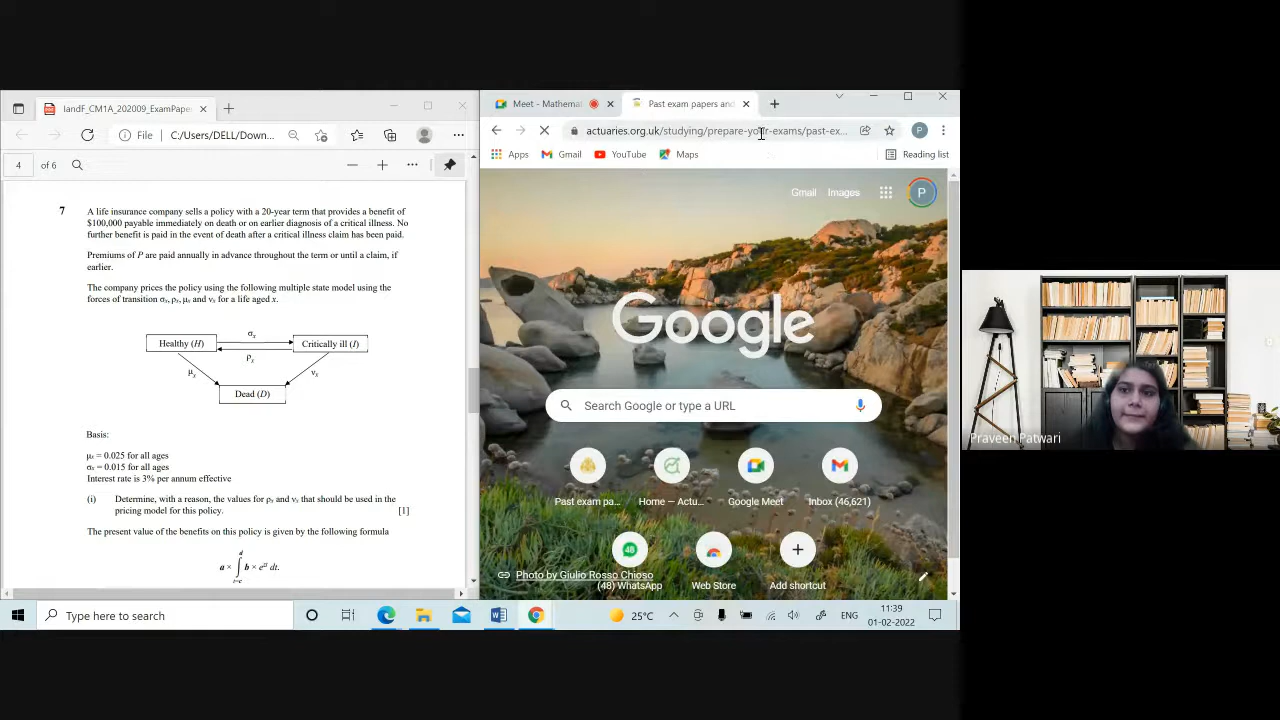 IandF_CM1A_202009_ExamPape
File
C:/Users/DELL/Down...
4
of 6
7
A life insurance company sells a policy with a 20-year term that provides a benefit of
$100,000 payable immediately on death or on earlier diagnosis of a critical illness. No
further benefit is paid in the event of death after a critical illness claim has been paid.
Premiums of P are paid annually in advance throughout the term or until a claim, if
earlier.
The company prices the policy using the following multiple state model using the
forces of transition σx, ρx, μx and νx for a life aged x.
σx
Healthy (H)
Critically ill (I)
ρx
μx
νx
Dead (D)
Basis:
μx = 0.025 for all ages
σx = 0.015 for all ages
Interest rate is 3% per annum effective
(i) Determine, with a reason, the values for ρx and νx that should be used in the
pricing model for this policy. [1]
The present value of the benefits on this policy is given by the following formula
a × ∫ b × e^zt dt.
d
t=c
Meet - Mathema
Past exam papers and
actuaries.org.uk/studying/prepare-your-exams/past-ex...
P
Apps
Gmail
YouTube
Maps
Reading list
Gmail
Images
P
Google
Search Google or type a URL
Past exam pa...
Home — Actu...
Google Meet
Inbox (46,621)
48
(48) WhatsApp
Web Store
Add shortcut
Photo by Giulio Rosso Chioso
Type here to search
25°C
ENG
11:39
01-02-2022
Praveen Patwari